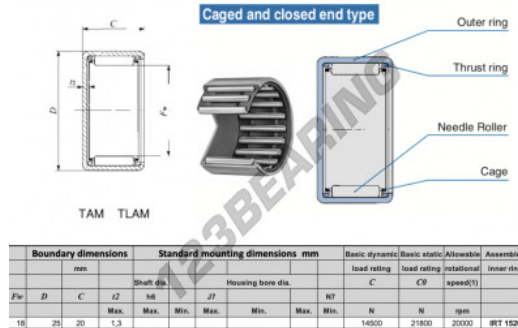 Caged and closed end type
C
D
t2
Fw
TAM TLAM
Outer ring
Thrust ring
Needle Roller
Cage
123BEARING
Boundary dimensions Standard mounting dimensions mm Basic dynamic Basic static Allowable Assemble
mm load rating load rating rotational inner rin
Shaft dia. Housing bore dia. C C0 speed(1)
Fw D C t2 h6 J7 N7
Max. Max. Min. Max. Min. Max. Min. N N rpm
18 25 20 1,3 14500 21800 20000 IRT 152